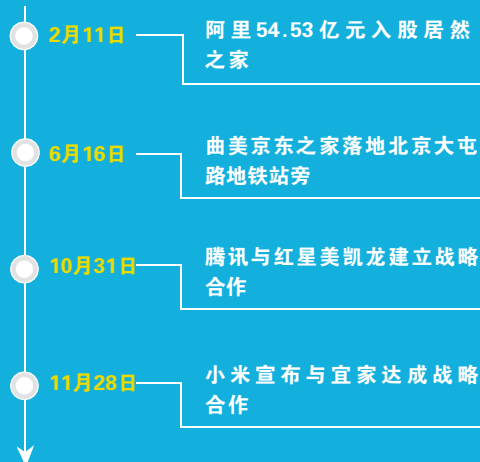 2月11日
阿里54.53亿元入股居然
之家
6月16日
曲美京东之家落地北京大屯
路地铁站旁
10月31日
腾讯与红星美凯龙建立战略
合作
11月28日
小米宣布与宜家达成战略
合作